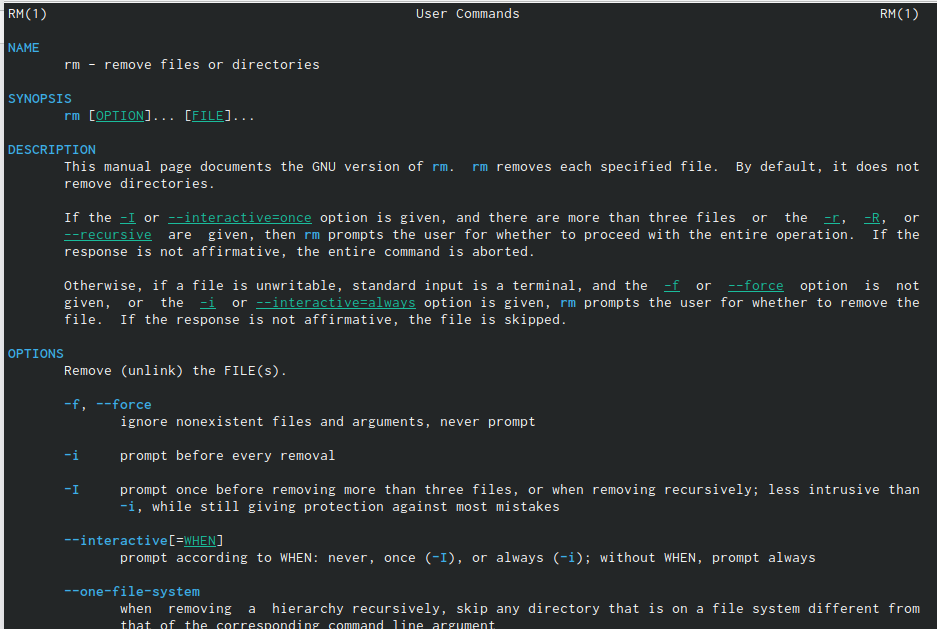 RM(1) User Commands RM(1)
NAME
rm - remove files or directories
SYNOPSIS
rm [OPTION]... [FILE]...
DESCRIPTION
This manual page documents the GNU version of rm. rm removes each specified file. By default, it does not
remove directories.
If the -I or --interactive=once option is given, and there are more than three files or the -r, -R, or
--recursive are given, then rm prompts the user for whether to proceed with the entire operation. If the
response is not affirmative, the entire command is aborted.
Otherwise, if a file is unwritable, standard input is a terminal, and the -f or --force option is not
given, or the -i or --interactive=always option is given, rm prompts the user for whether to remove the
file. If the response is not affirmative, the file is skipped.
OPTIONS
Remove (unlink) the FILE(s).
-f, --force
ignore nonexistent files and arguments, never prompt
-i prompt before every removal
-I prompt once before removing more than three files, or when removing recursively; less intrusive than
-i, while still giving protection against most mistakes
--interactive[=WHEN]
prompt according to WHEN: never, once (-I), or always (-i); without WHEN, prompt always
--one-file-system
when removing a hierarchy recursively, skip any directory that is on a file system different from
that of the corresponding command line argument